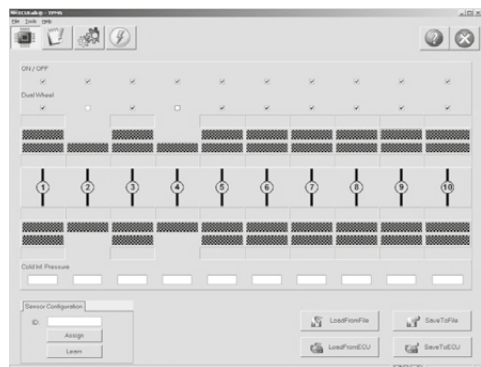 File Tools Help
ON / OFF
Dual Wheel
1 2 3 4 5 6 7 8 9 10
Cold Inf. Pressure
Sensor Configuration
ID:
Assign
Learn
LoadFromFile
SaveToFile
LoadFromECU
SaveToECU